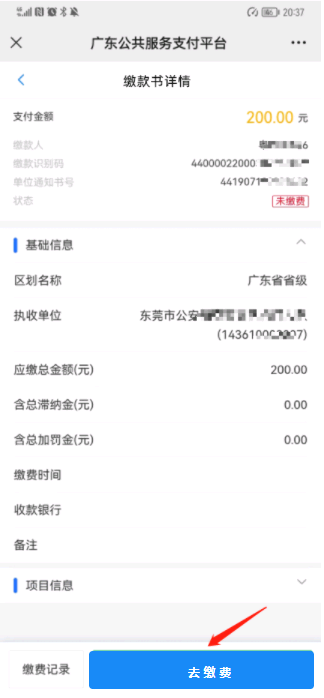 20:37
广东公共服务支付平台
缴款书详情
支付金额 200.00 元
缴款人
缴款识别码 44000022000
单位通知书号 4419071
状态 未缴费
基础信息
区划名称 广东省省级
执收单位 东莞市公安
应缴总金额(元) 200.00
含总滞纳金(元) 0.00
含总加罚金(元) 0.00
缴费时间
收款银行
备注
项目信息
缴费记录 去缴费